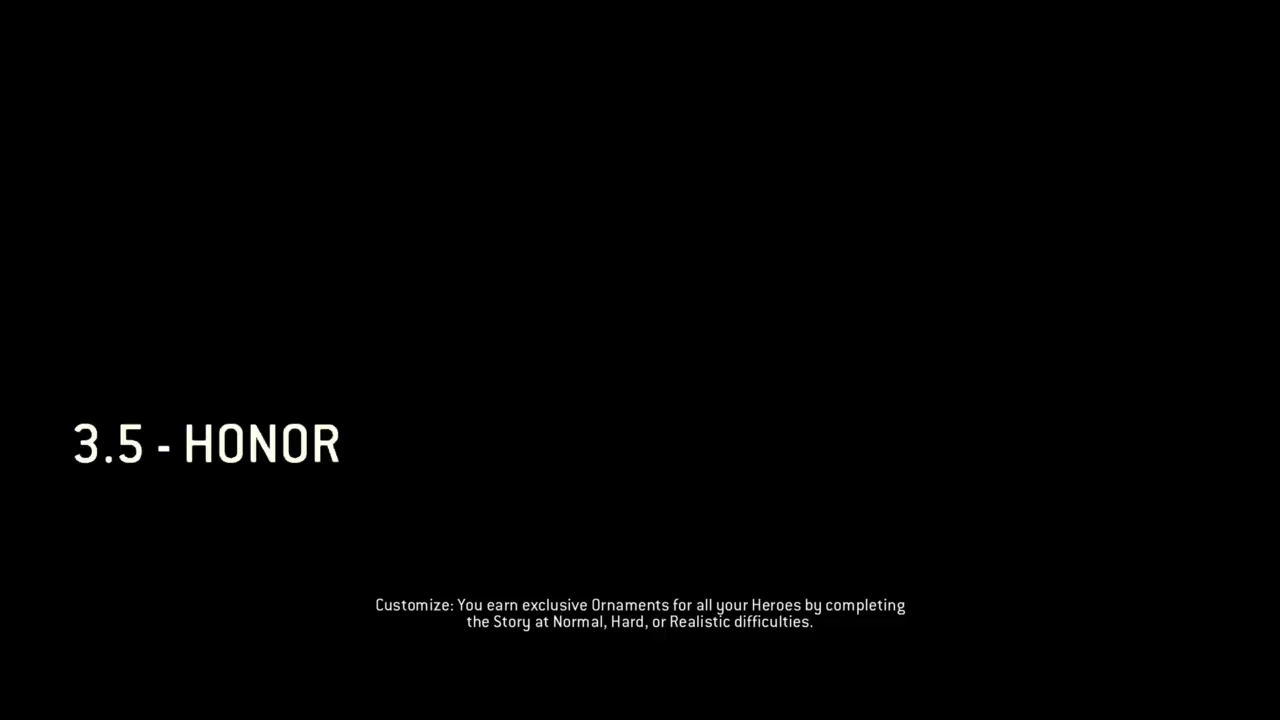 3.5 - HONOR
Customize: You earn exclusive Ornaments for all your Heroes by completing
the Story at Normal, Hard, or Realistic difficulties.